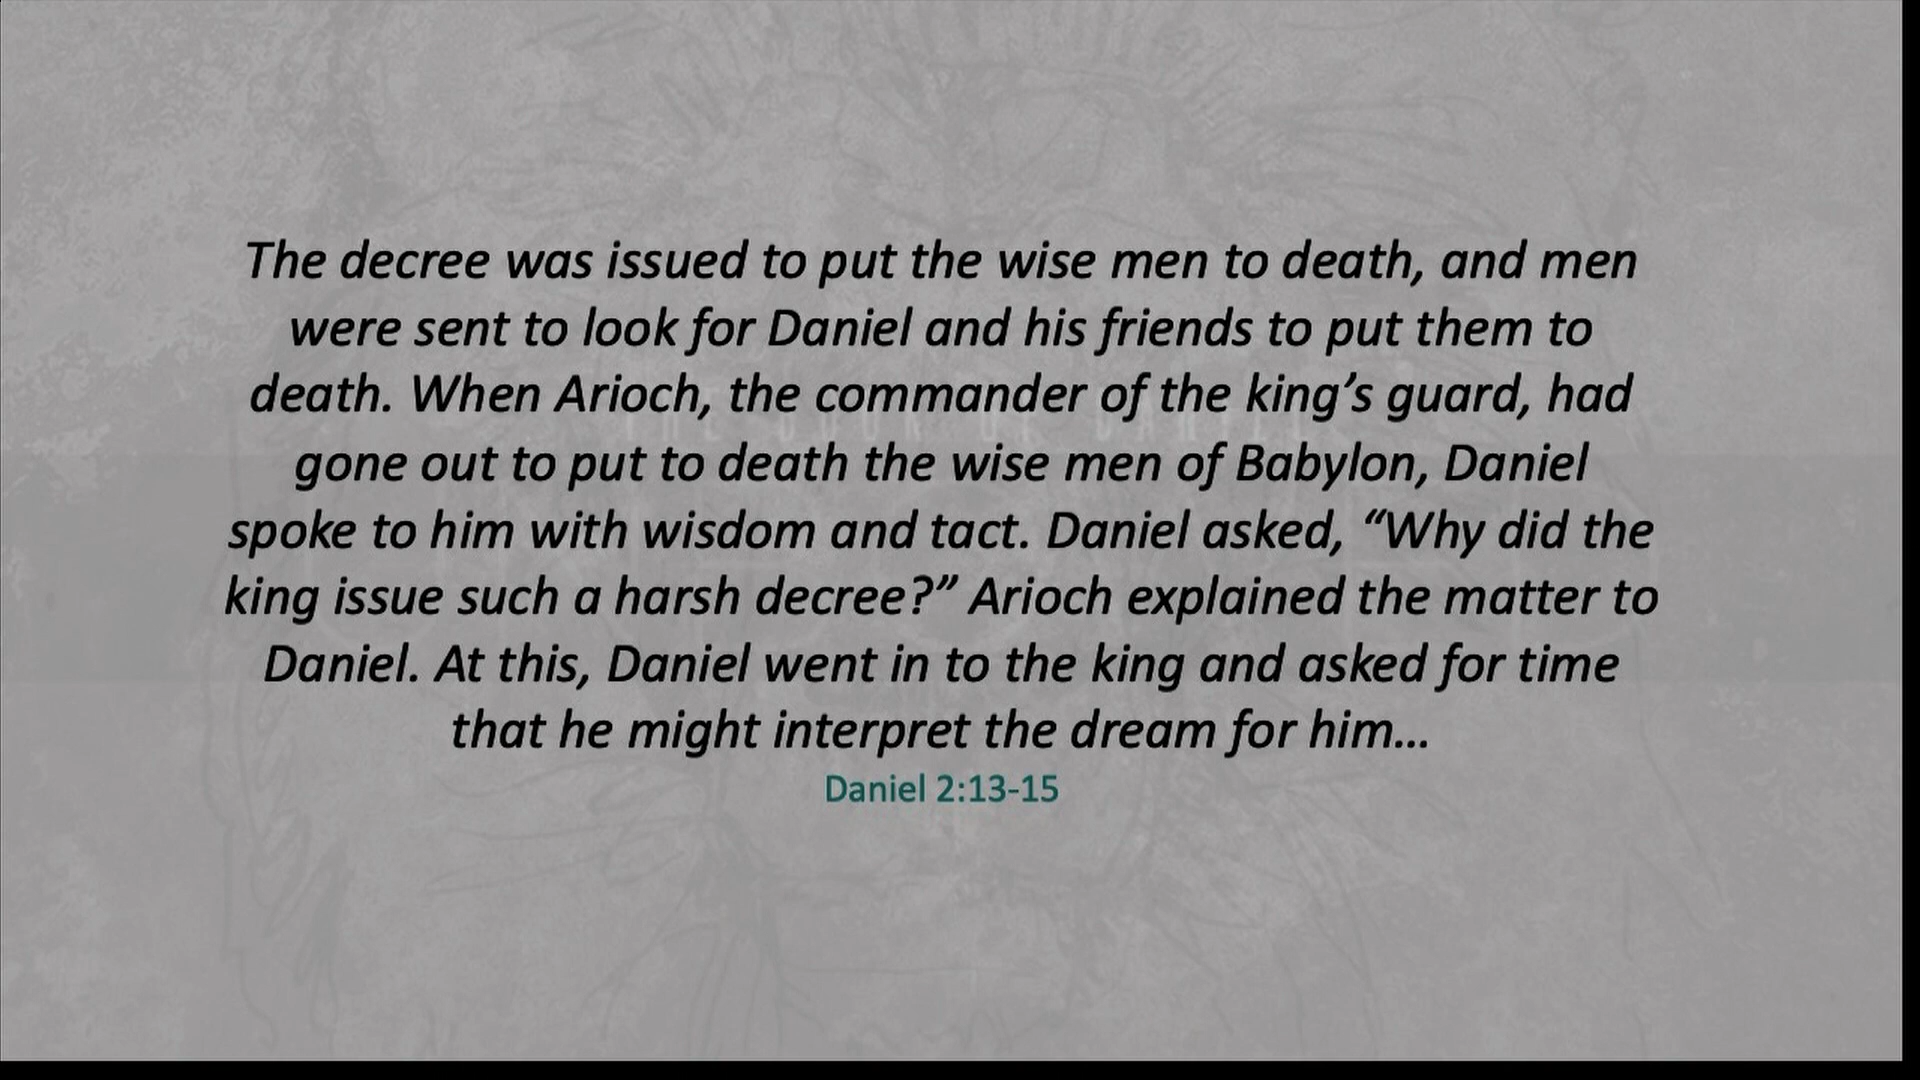 The decree was issued to put the wise men to death, and men
were sent to look for Daniel and his friends to put them to
death. When Arioch, the commander of the king’s guard, had
gone out to put to death the wise men of Babylon, Daniel
spoke to him with wisdom and tact. Daniel asked, “Why did the
king issue such a harsh decree?” Arioch explained the matter to
Daniel. At this, Daniel went in to the king and asked for time
that he might interpret the dream for him...
Daniel 2:13-15